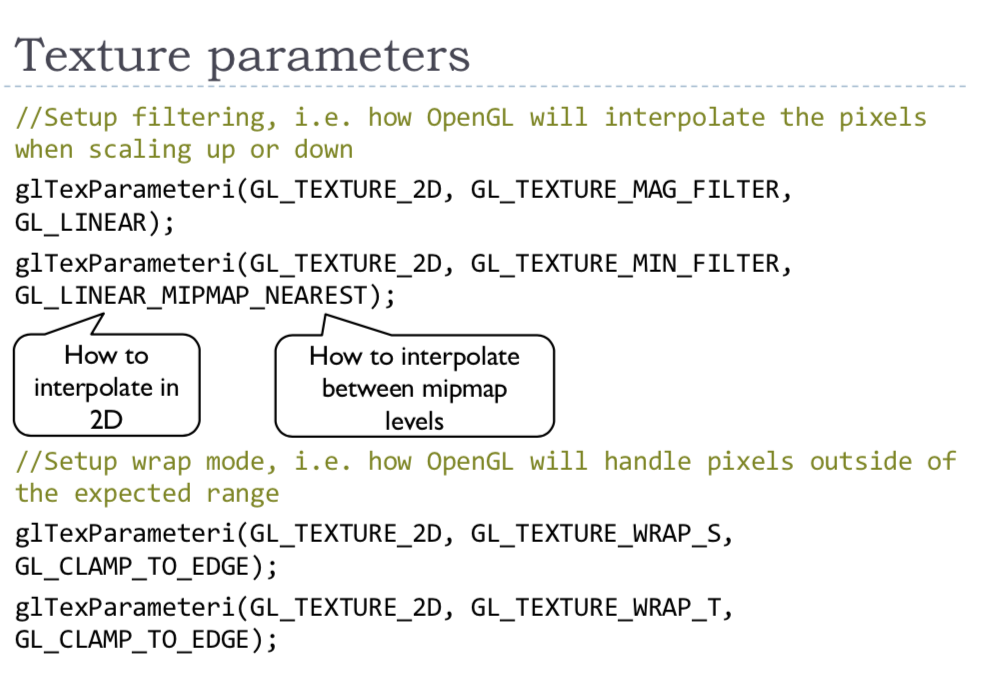 Texture parameters
//Setup filtering, i.e. how OpenGL will interpolate the pixels
when scaling up or down
glTexParameteri(GL_TEXTURE_2D, GL_TEXTURE_MAG_FILTER,
GL_LINEAR);
glTexParameteri(GL_TEXTURE_2D, GL_TEXTURE_MIN_FILTER,
GL_LINEAR_MIPMAP_NEAREST);
How to
interpolate in
2D
How to interpolate
between mipmap
levels
//Setup wrap mode, i.e. how OpenGL will handle pixels outside of
the expected range
glTexParameteri(GL_TEXTURE_2D, GL_TEXTURE_WRAP_S,
GL_CLAMP_TO_EDGE);
glTexParameteri(GL_TEXTURE_2D, GL_TEXTURE_WRAP_T,
GL_CLAMP_TO_EDGE);